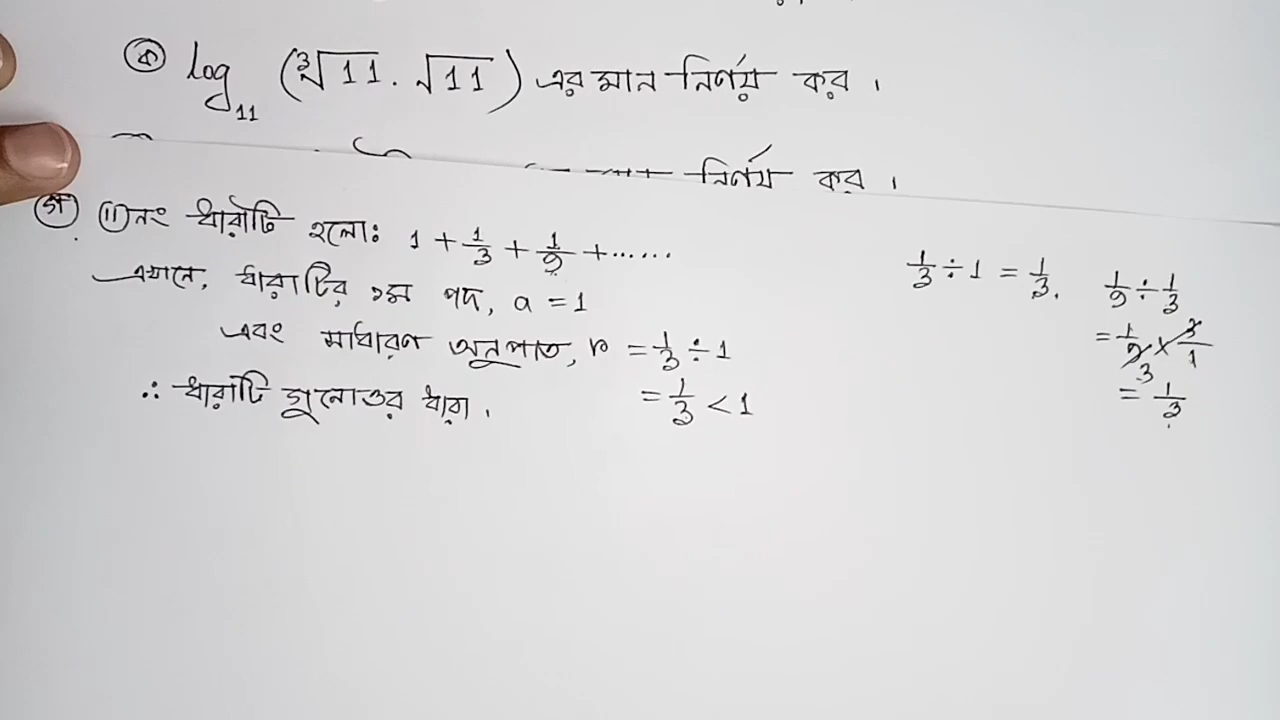 ক log₁₁ (∛11 . √11) এর মান নির্ণয় কর ।
নির্ণয় কর ।
গ (ii) নং ধারাটি হলোঃ 1 + 1/3 + 1/9 + ......
এখানে, ধারাটির ১ম পদ, a = 1
এবং সাধারণ অনুপাত, r = 1/3 ÷ 1
= 1/3 < 1
∴ ধারাটি গুনোত্তর ধারা ।
1/3 ÷ 1 = 1/3 .
1/9 ÷ 1/3
= 1/9 × 3/1
3
= 1/3